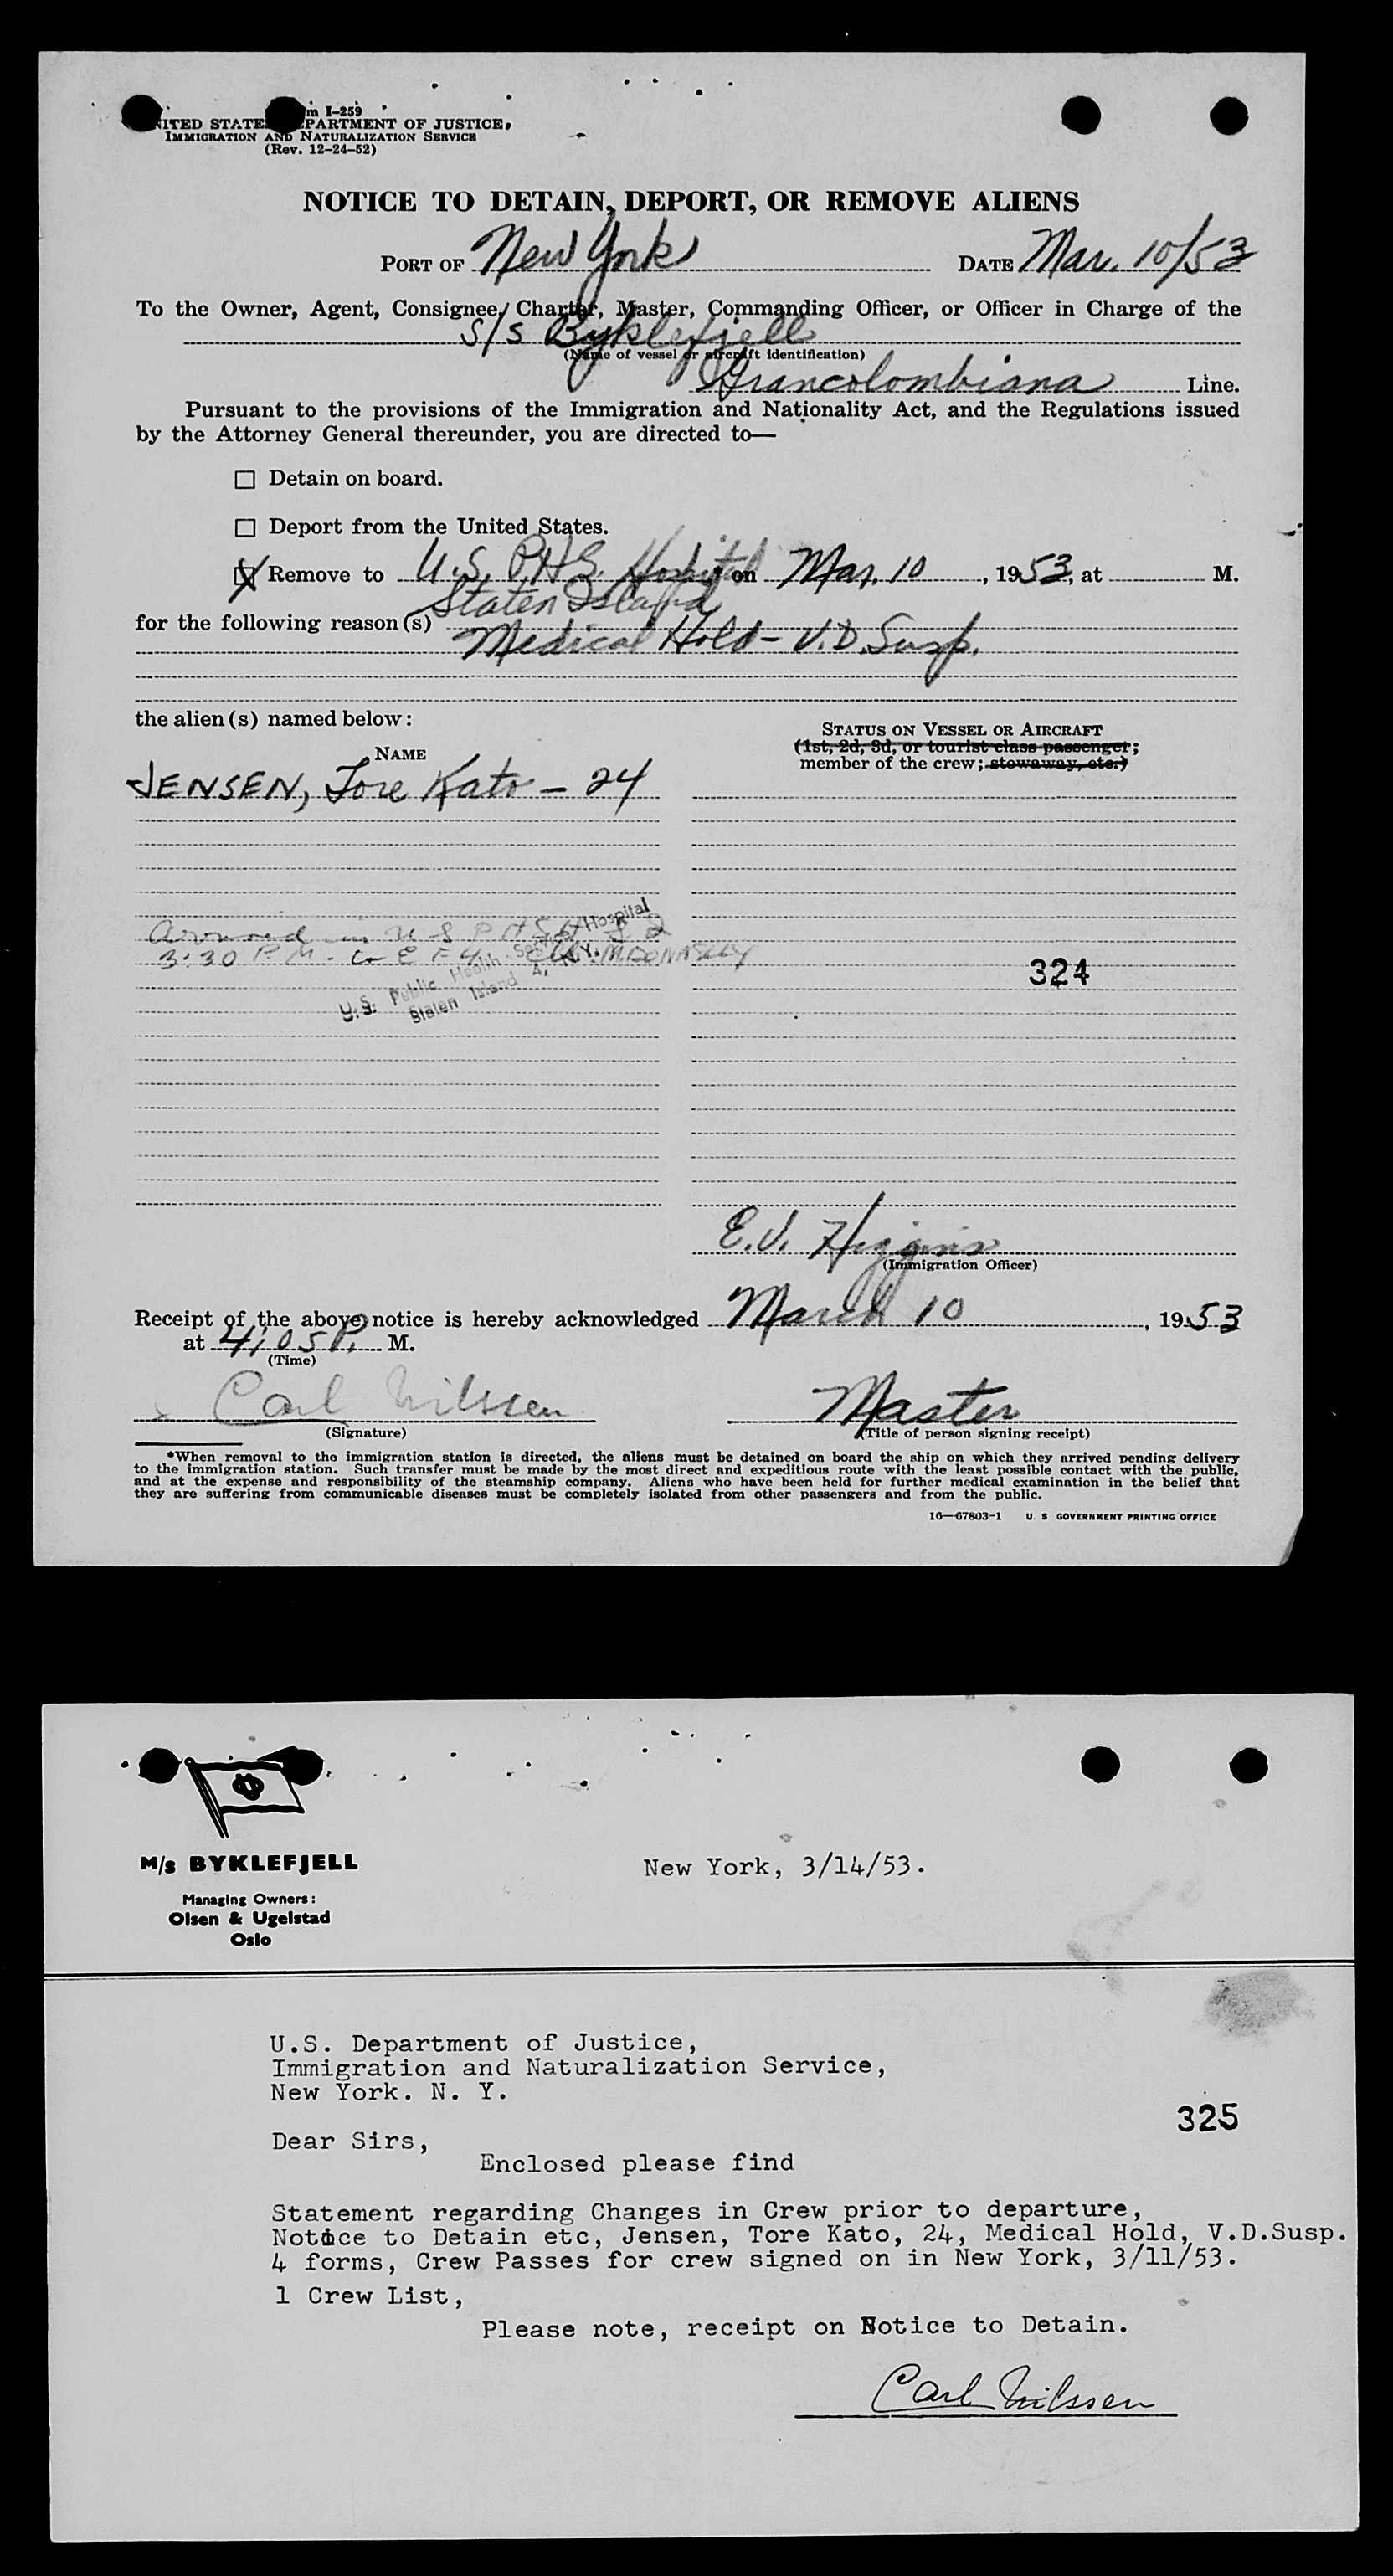 m I-259
ITED STATE PARTMENT OF JUSTICE,
IMMIGRATION AND NATURALIZATION SERVICE
(Rev. 12-24-52)
NOTICE TO DETAIN, DEPORT, OR REMOVE ALIENS
PORT OF New York DATE Mar. 10/53
To the Owner, Agent, Consignee, Charter, Master, Commanding Officer, or Officer in Charge of the
S/S Byklefjell
(Name of vessel or aircraft identification)
Grancolombiana Line.
Pursuant to the provisions of the Immigration and Nationality Act, and the Regulations issued
by the Attorney General thereunder, you are directed to—
Detain on board.
Deport from the United States.
X Remove to U.S. P.H.S. Hospital on Mar. 10, 1953, at M.
Staten Island
for the following reason(s)
Medical Hold - V.D. Susp.
the alien(s) named below:
NAME
STATUS ON VESSEL OR AIRCRAFT
(1st, 2d, 3d, or tourist class passenger;
member of the crew; stowaway, etc.)
JENSEN, Tore Kato - 24
in U S P H S
3:30 P.M.
U.S. Public Health Service Hospital
Staten Island 4, N.Y.
324
E.J. Higgins
(Immigration Officer)
Receipt of the above notice is hereby acknowledged March 10, 1953
at 4:05 P. M.
(Time)
Carl Nilssen
(Signature)
Master
(Title of person signing receipt)
*When removal to the immigration station is directed, the aliens must be detained on board the ship on which they arrived pending delivery
to the immigration station. Such transfer must be made by the most direct and expeditious route with the least possible contact with the public,
and at the expense and responsibility of the steamship company. Aliens who have been held for further medical examination in the belief that
they are suffering from communicable diseases must be completely isolated from other passengers and from the public.
16—67803-1 U. S GOVERNMENT PRINTING OFFICE
M/s BYKLEFJELL
Managing Owners:
Olsen & Ugelstad
Oslo
New York, 3/14/53.
U.S. Department of Justice,
Immigration and Naturalization Service,
New York. N. Y.
325
Dear Sirs,
Enclosed please find
Statement regarding Changes in Crew prior to departure,
Notice to Detain etc, Jensen, Tore Kato, 24, Medical Hold, V.D.Susp.
4 forms, Crew Passes for crew signed on in New York, 3/11/53.
1 Crew List,
Please note, receipt on Notice to Detain.
Carl Nilssen